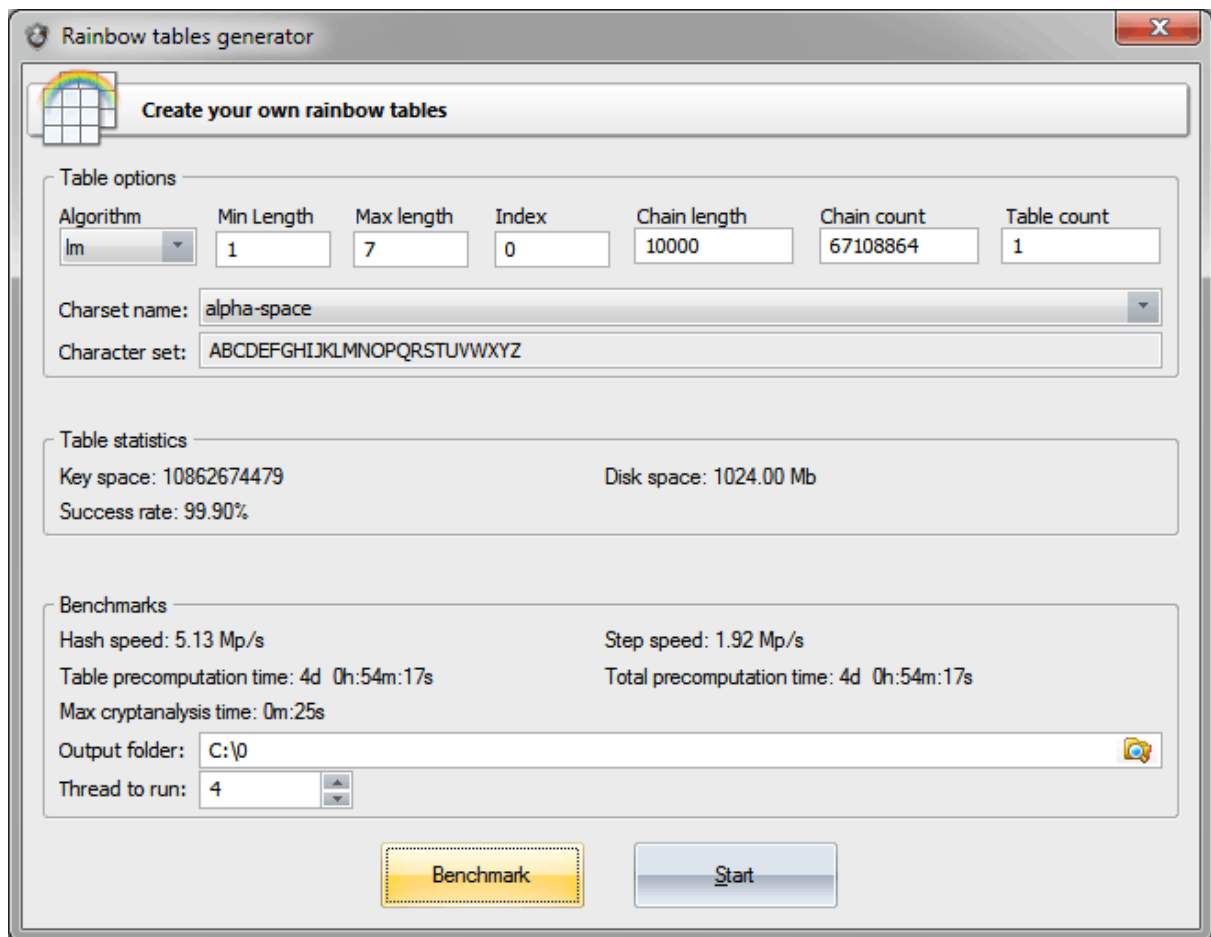 Rainbow tables generator
Create your own rainbow tables
Table options
Algorithm Min Length Max length Index Chain length Chain count Table count
lm 1 7 0 10000 67108864 1
Charset name: alpha-space
Character set: ABCDEFGHIJKLMNOPQRSTUVWXYZ
Table statistics
Key space: 10862674479 Disk space: 1024.00 Mb
Success rate: 99.90%
Benchmarks
Hash speed: 5.13 Mp/s Step speed: 1.92 Mp/s
Table precomputation time: 4d 0h:54m:17s Total precomputation time: 4d 0h:54m:17s
Max cryptanalysis time: 0m:25s
Output folder: C:\0
Thread to run: 4
Benchmark Start